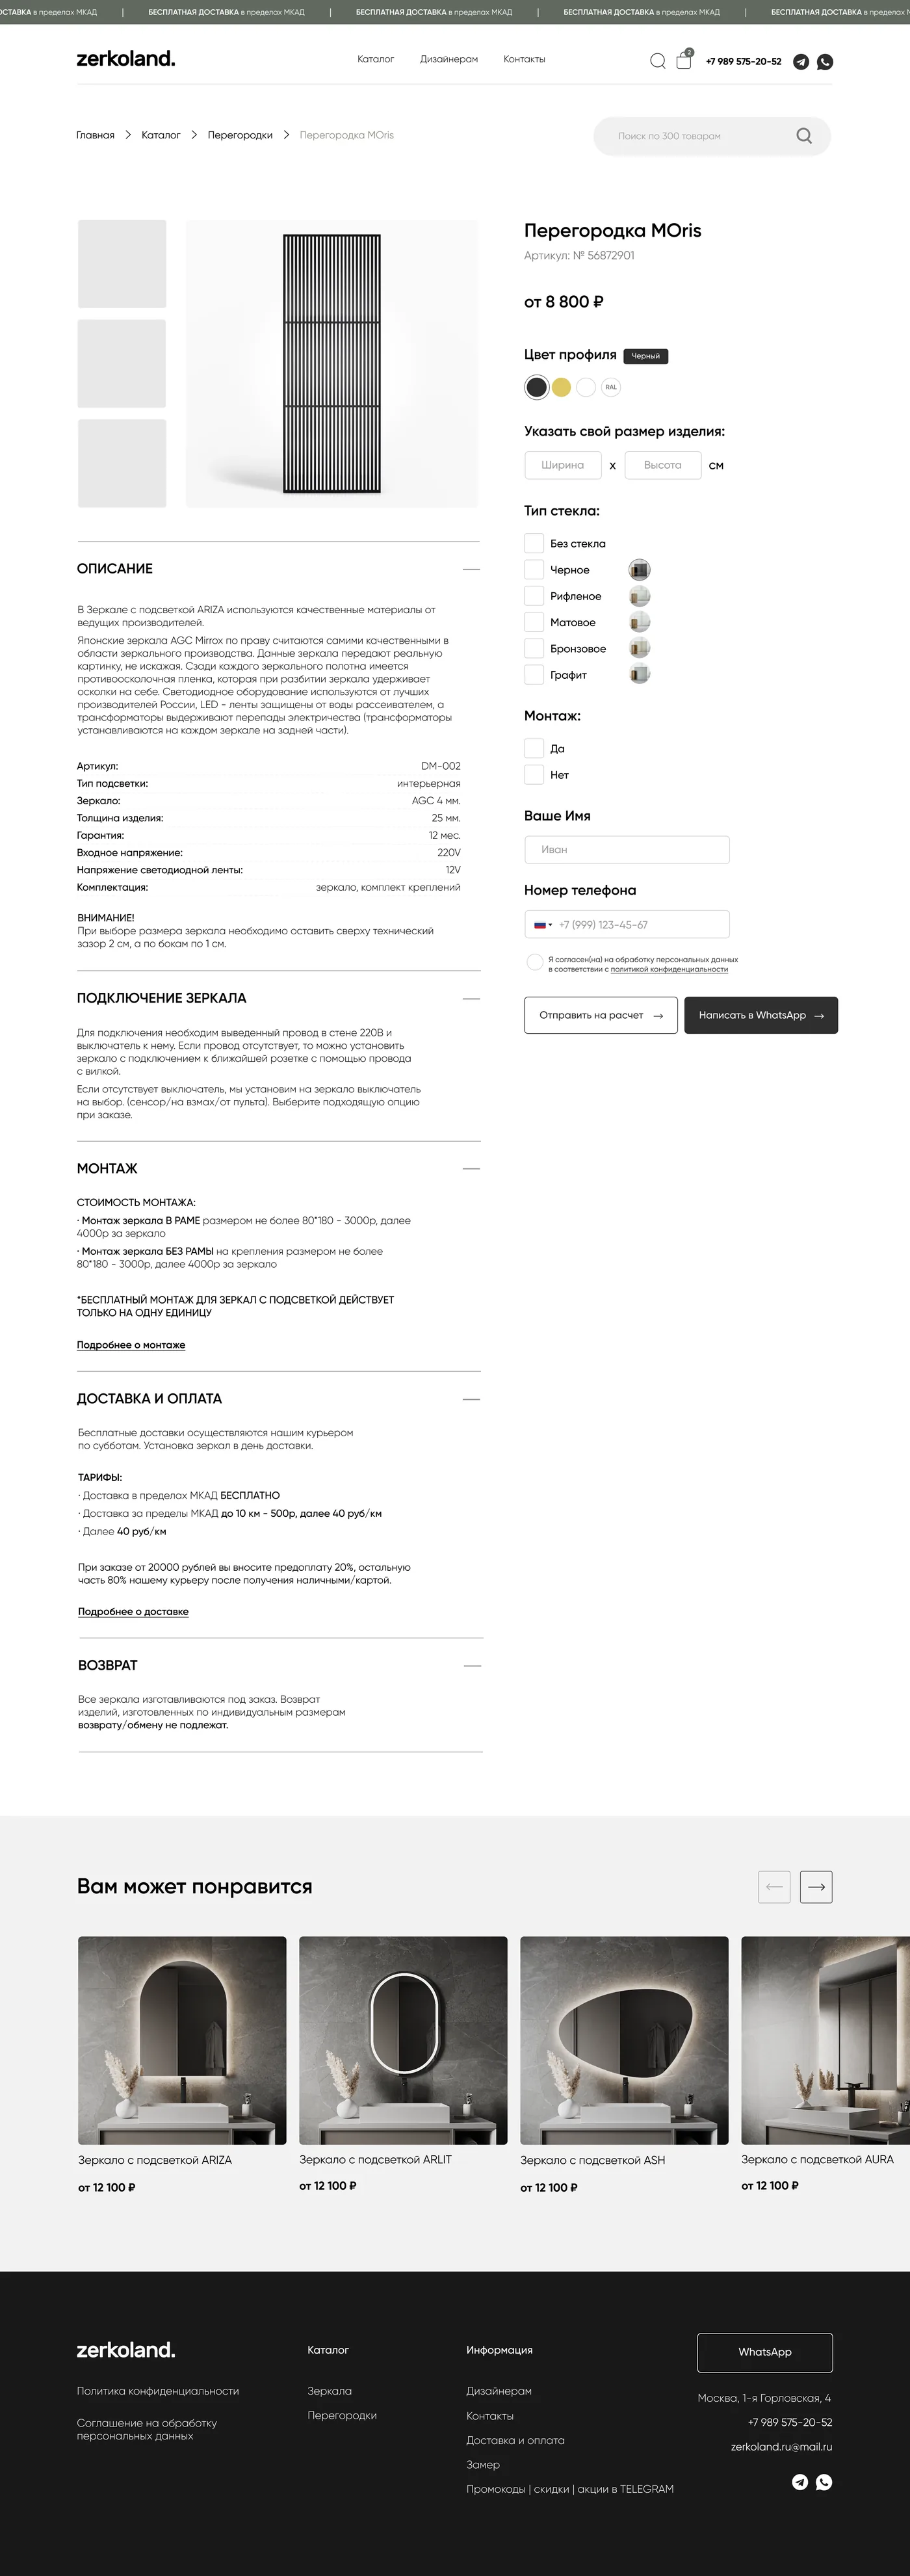 ОСТАВКА в пределах МКАД | БЕСПЛАТНАЯ ДОСТАВКА в пределах МКАД | БЕСПЛАТНАЯ ДОСТАВКА в пределах МКАД | БЕСПЛАТНАЯ ДОСТАВКА в пределах МКАД | БЕСПЛАТНАЯ ДОСТАВКА в пределах
zerkoland.
Каталог Дизайнерам Контакты
2
+7 989 575-20-52
Главная > Каталог > Перегородки > Перегородка MOris
Поиск по 300 товарам
Перегородка MOris
Артикул: № 56872901
от 8 800 ₽
Цвет профиля Черный
RAL
Указать свой размер изделия:
Ширина х Высота см
Тип стекла:
Без стекла
Черное
Рифленое
Матовое
Бронзовое
Графит
Монтаж:
Да
Нет
Ваше Имя
Иван
Номер телефона
+7 (999) 123-45-67
Я согласен(на) на обработку персональных данных
в соответствии с политикой конфиденциальности
Отправить на расчет →
Написать в WhatsApp →
ОПИСАНИЕ
В Зеркале с подсветкой ARIZA используются качественные материалы от
ведущих производителей.
Японские зеркала AGC Mirrox по праву считаются самими качественными в
области зеркального производства. Данные зеркала передают реальную
картинку, не искажая. Сзади каждого зеркального полотна имеется
противоосколочная пленка, которая при разбитии зеркала удерживает
осколки на себе. Светодиодное оборудование используются от лучших
производителей России, LED - ленты защищены от воды рассеивателем, а
трансформаторы выдерживают перепады электричества (трансформаторы
устанавливаются на каждом зеркале на задней части).
Артикул: DM-002
Тип подсветки: интерьерная
Зеркало: AGC 4 мм.
Толщина изделия: 25 мм.
Гарантия: 12 мес.
Входное напряжение: 220V
Напряжение светодиодной ленты: 12V
Комплектация: зеркало, комплект креплений
ВНИМАНИЕ!
При выборе размера зеркала необходимо оставить сверху технический
зазор 2 см, а по бокам по 1 см.
ПОДКЛЮЧЕНИЕ ЗЕРКАЛА
Для подключения необходим выведенный провод в стене 220В и
выключатель к нему. Если провод отсутствует, то можно установить
зеркало с подключением к ближайшей розетке с помощью провода
с вилкой.
Если отсутствует выключатель, мы установим на зеркало выключатель
на выбор. (сенсор/на взмах/от пульта). Выберите подходящую опцию
при заказе.
МОНТАЖ
СТОИМОСТЬ МОНТАЖА:
· Монтаж зеркала В РАМЕ размером не более 80*180 - 3000р, далее
4000р за зеркало
· Монтаж зеркала БЕЗ РАМЫ на крепления размером не более
80*180 - 3000р, далее 4000р за зеркало
*БЕСПЛАТНЫЙ МОНТАЖ ДЛЯ ЗЕРКАЛ С ПОДСВЕТКОЙ ДЕЙСТВУЕТ
ТОЛЬКО НА ОДНУ ЕДИНИЦУ
Подробнее о монтаже
ДОСТАВКА И ОПЛАТА
Бесплатные доставки осуществляются нашим курьером
по субботам. Установка зеркал в день доставки.
ТАРИФЫ:
· Доставка в пределах МКАД БЕСПЛАТНО
· Доставка за пределы МКАД до 10 км - 500р, далее 40 руб/км
· Далее 40 руб/км
При заказе от 20000 рублей вы вносите предоплату 20%, остальную
часть 80% нашему курьеру после получения наличными/картой.
Подробнее о доставке
ВОЗВРАТ
Все зеркала изготавливаются под заказ. Возврат
изделий, изготовленных по индивидуальным размерам
возврату/обмену не подлежат.
Вам может понравится
Зеркало с подсветкой ARIZA
от 12 100 ₽
Зеркало с подсветкой ARLIT
от 12 100 ₽
Зеркало с подсветкой ASH
от 12 100 ₽
Зеркало с подсветкой AURA
от 12 100 ₽
zerkoland.
Политика конфиденциальности
Соглашение на обработку
персональных данных
Каталог
Зеркала
Перегородки
Информация
Дизайнерам
Контакты
Доставка и оплата
Замер
Промокоды | скидки | акции в TELEGRAM
WhatsApp
Москва, 1-я Горловская, 4
+7 989 575-20-52
zerkoland.ru@mail.ru